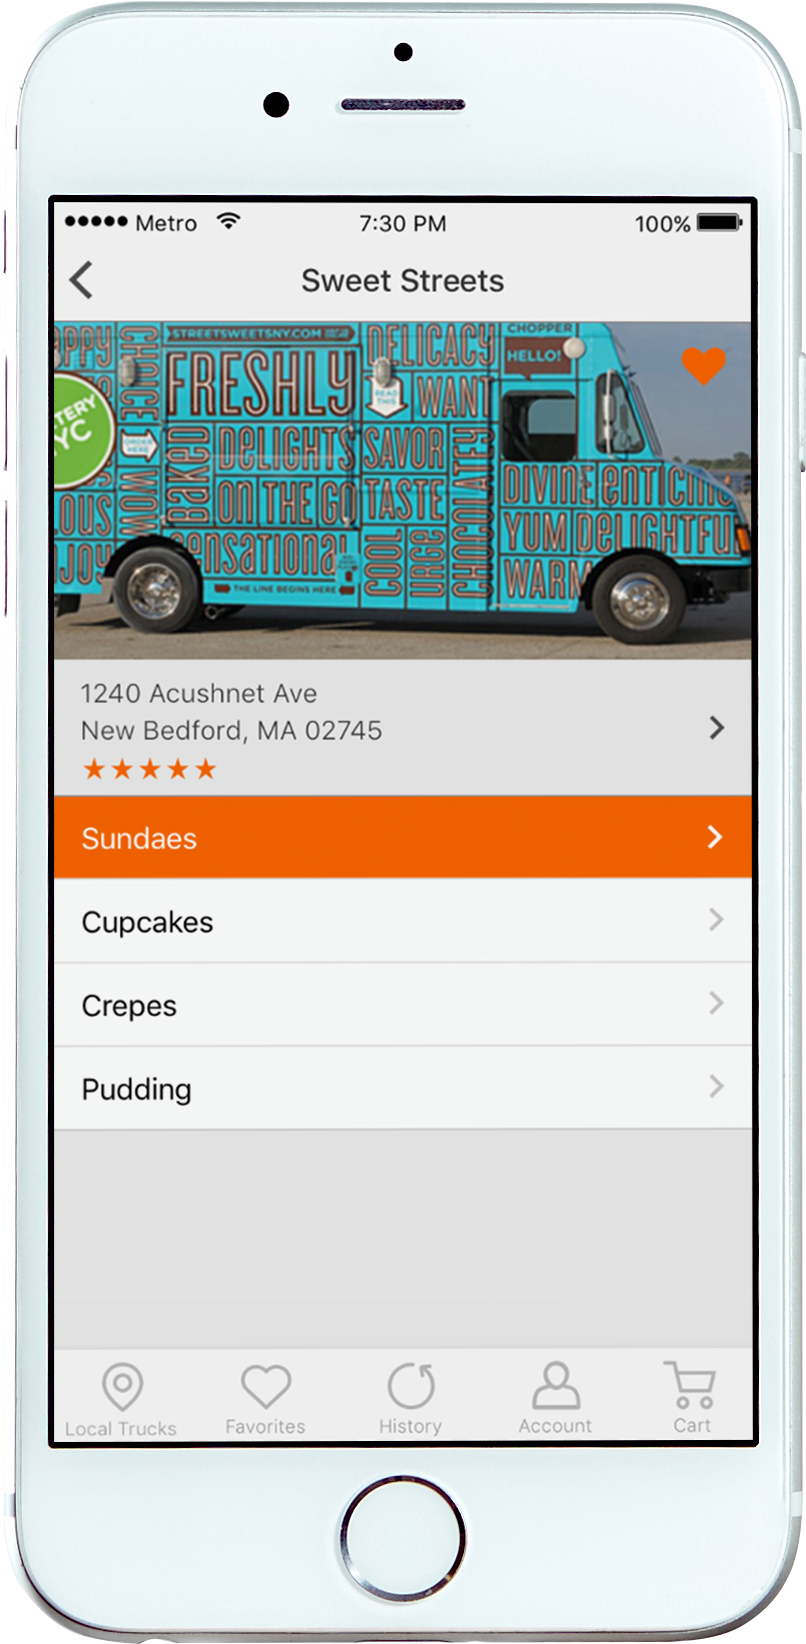 Metro
7:30 PM
100%
Sweet Streets
STREETSWEETSNY.COM
CHOPPER
HELLO!
DELICACY
FRESHLY
READ THIS
WANT
CHOICE
ORDER HERE
WOW
BAKED
DELIGHTS
SAVOR
ON THE GO
TASTE
CHOCOLATEY
sensational
COOL
URGE
DIVINE
enticing
YUM
DELIGHTFUL
WARM
THE LINE BEGINS HERE
1240 Acushnet Ave
New Bedford, MA 02745
Sundaes
Cupcakes
Crepes
Pudding
Local Trucks
Favorites
History
Account
Cart